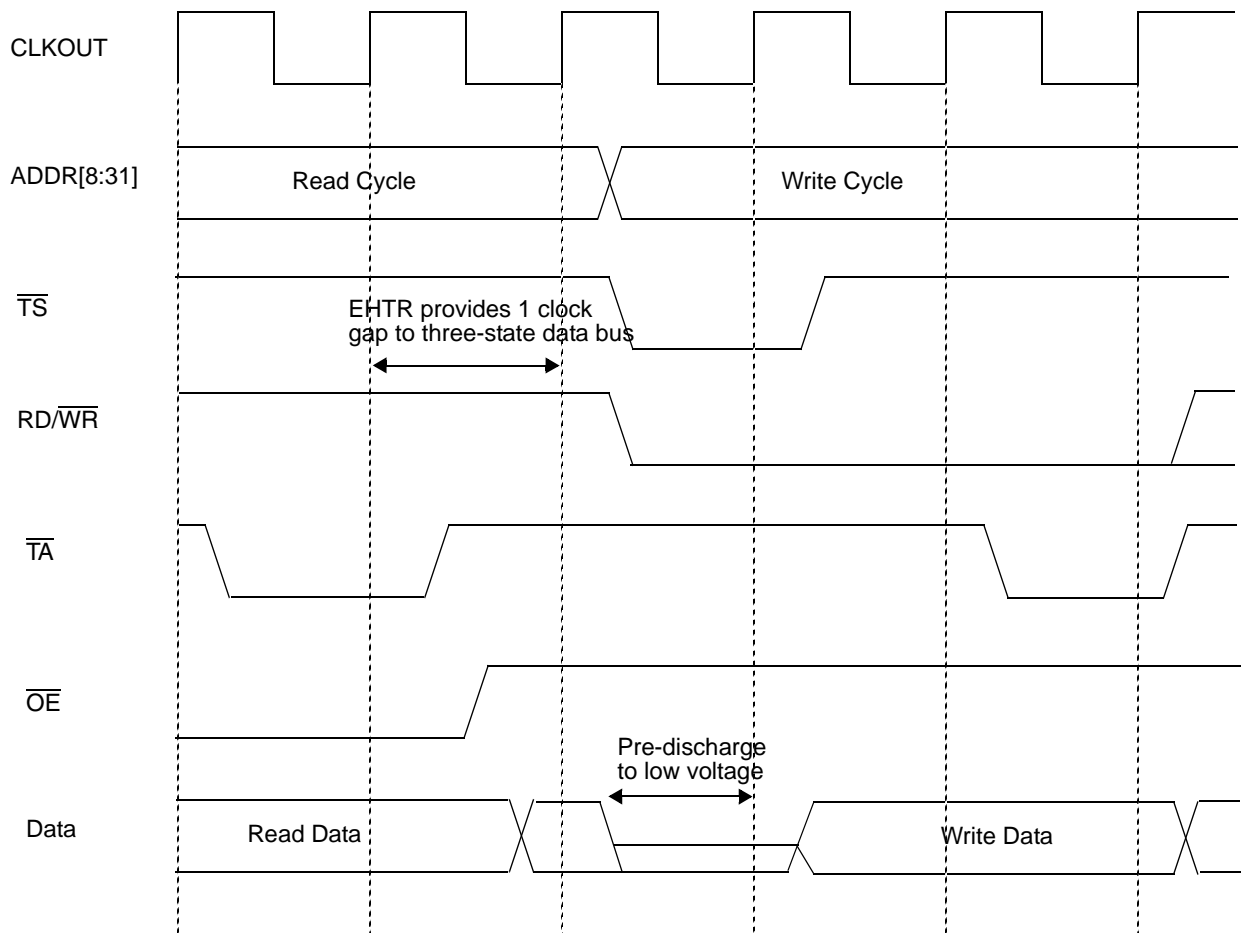 CLKOUT
ADDR[8:31]
Read Cycle
Write Cycle
TS
EHTR provides 1 clock
gap to three-state data bus
RD/WR
TA
OE
Pre-discharge
to low voltage
Data
Read Data
Write Data